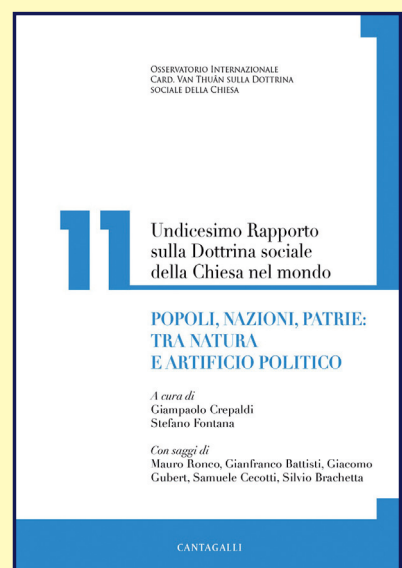 OSSERVATORIO INTERNAZIONALE
CARD. VAN THUÂN SULLA DOTTRINA
SOCIALE DELLA CHIESA
11
Undicesimo Rapporto
sulla Dottrina sociale
della Chiesa nel mondo
POPOLI, NAZIONI, PATRIE:
TRA NATURA
E ARTIFICIO POLITICO
A cura di
Giampaolo Crepaldi
Stefano Fontana
Con saggi di
Mauro Ronco, Gianfranco Battisti, Giacomo
Gubert, Samuele Cecotti, Silvio Brachetta
CANTAGALLI